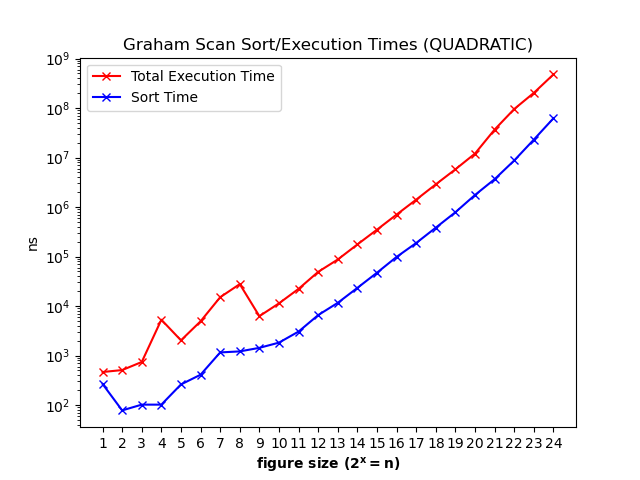 Graham Scan Sort/Execution Times (QUADRATIC)
Total Execution Time
Sort Time
ns
10⁹
10⁸
10⁷
10⁶
10⁵
10⁴
10³
10²
1 2 3 4 5 6 7 8 9 10 11 12 13 14 15 16 17 18 19 20 21 22 23 24
figure size (2ˣ = n)